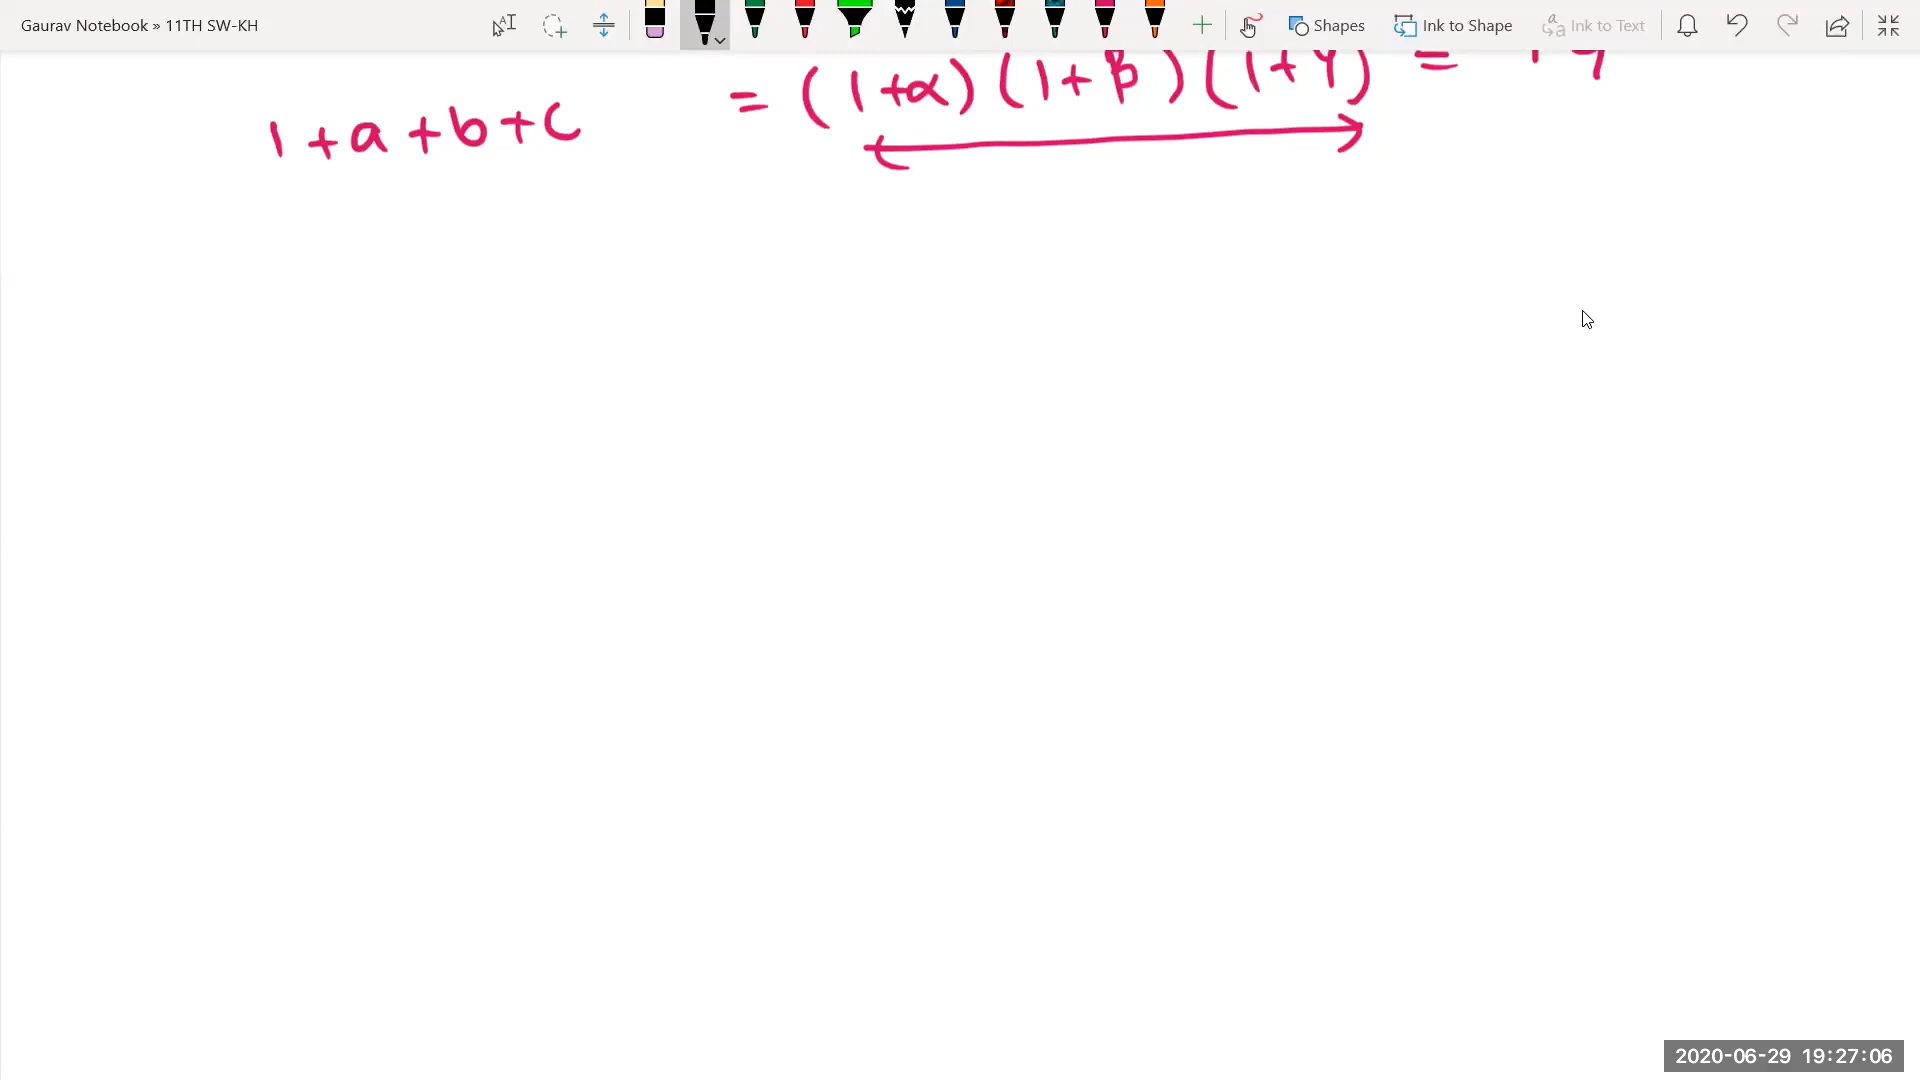 Gaurav Notebook » 11TH SW-KH
Shapes
Ink to Shape
Ink to Text
= (1+α)(1+β)(1+γ) =
1+a+b+c
2020-06-29 19:27:06